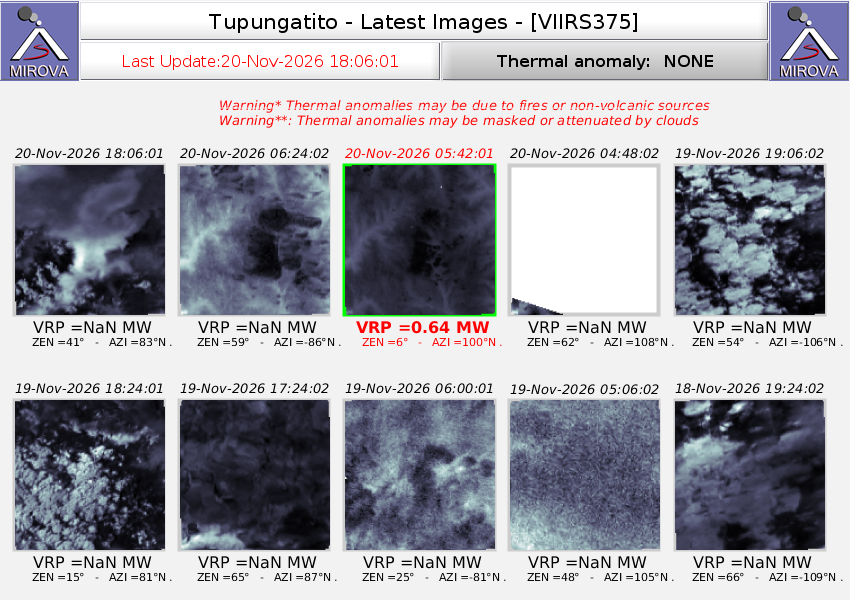 Tupungatito - Latest Images - [VIIRS375]
MIROVA
Last Update:20-Nov-2026 18:06:01
Thermal anomaly: NONE
MIROVA
Warning* Thermal anomalies may be due to fires or non-volcanic sources
Warning**: Thermal anomalies may be masked or attenuated by clouds
20-Nov-2026 18:06:01 20-Nov-2026 06:24:02 20-Nov-2026 05:42:01 20-Nov-2026 04:48:02 19-Nov-2026 19:06:02
VRP =NaN MW VRP =NaN MW VRP =0.64 MW VRP =NaN MW VRP =NaN MW
ZEN =41° - AZI =83°N . ZEN =59° - AZI =-86°N . ZEN =6° - AZI =100°N . ZEN =62° - AZI =108°N . ZEN =54° - AZI =-106°N .
19-Nov-2026 18:24:01 19-Nov-2026 17:24:02 19-Nov-2026 06:00:01 19-Nov-2026 05:06:02 18-Nov-2026 19:24:02
VRP =NaN MW VRP =NaN MW VRP =NaN MW VRP =NaN MW VRP =NaN MW
ZEN =15° - AZI =81°N . ZEN =65° - AZI =87°N . ZEN =25° - AZI =-81°N . ZEN =48° - AZI =105°N . ZEN =66° - AZI =-109°N .